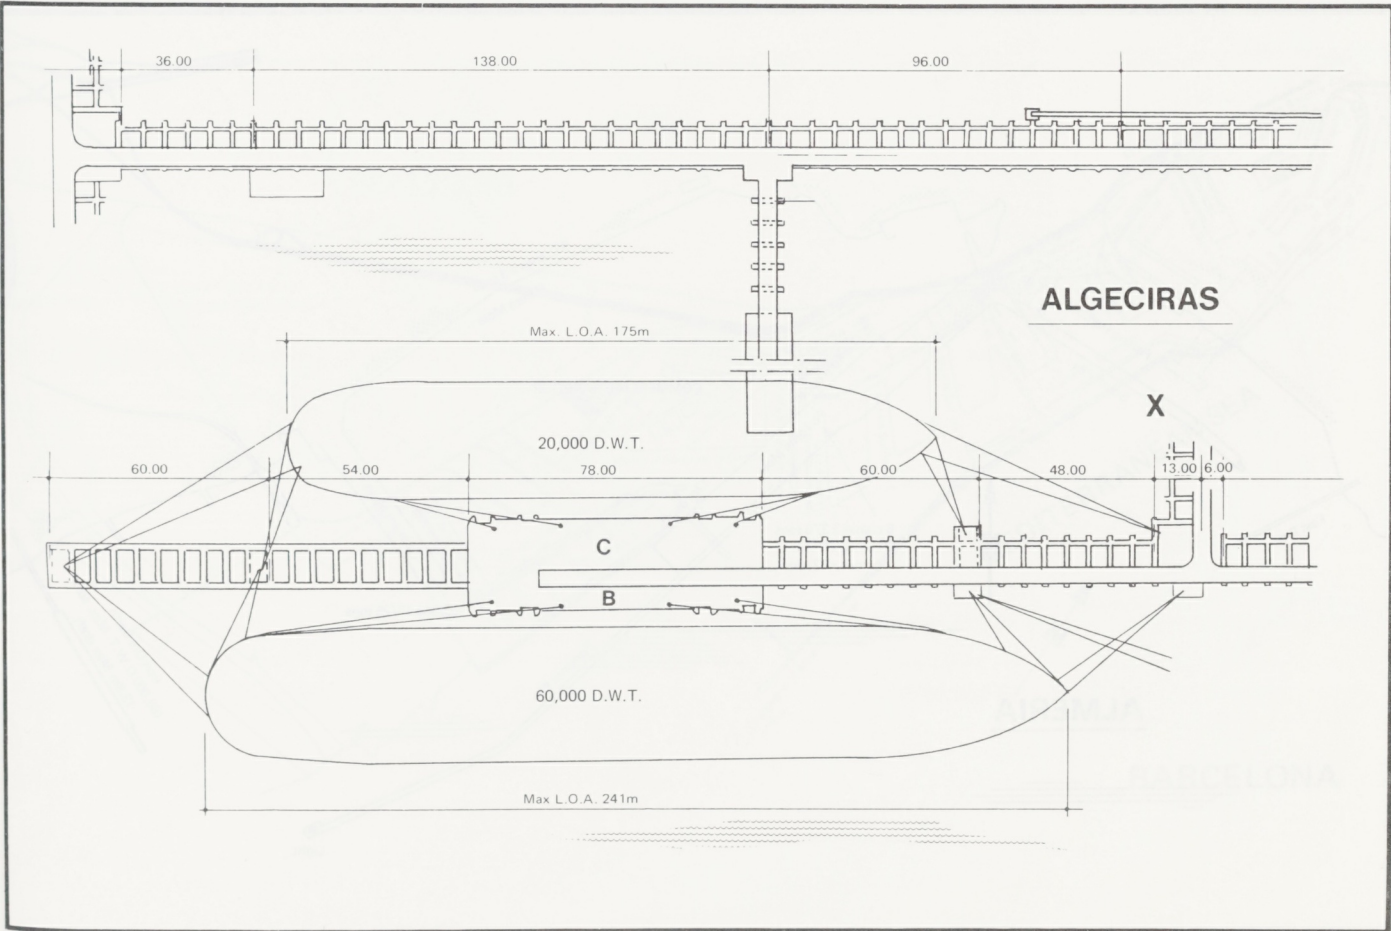 36.00 138.00 96.00
ALGECIRAS
Max. L.O.A. 175m
X
20,000 D.W.T.
60.00 54.00 78.00 60.00 48.00 13.00 6.00
C
B
60,000 D.W.T.
Max L.O.A. 241m